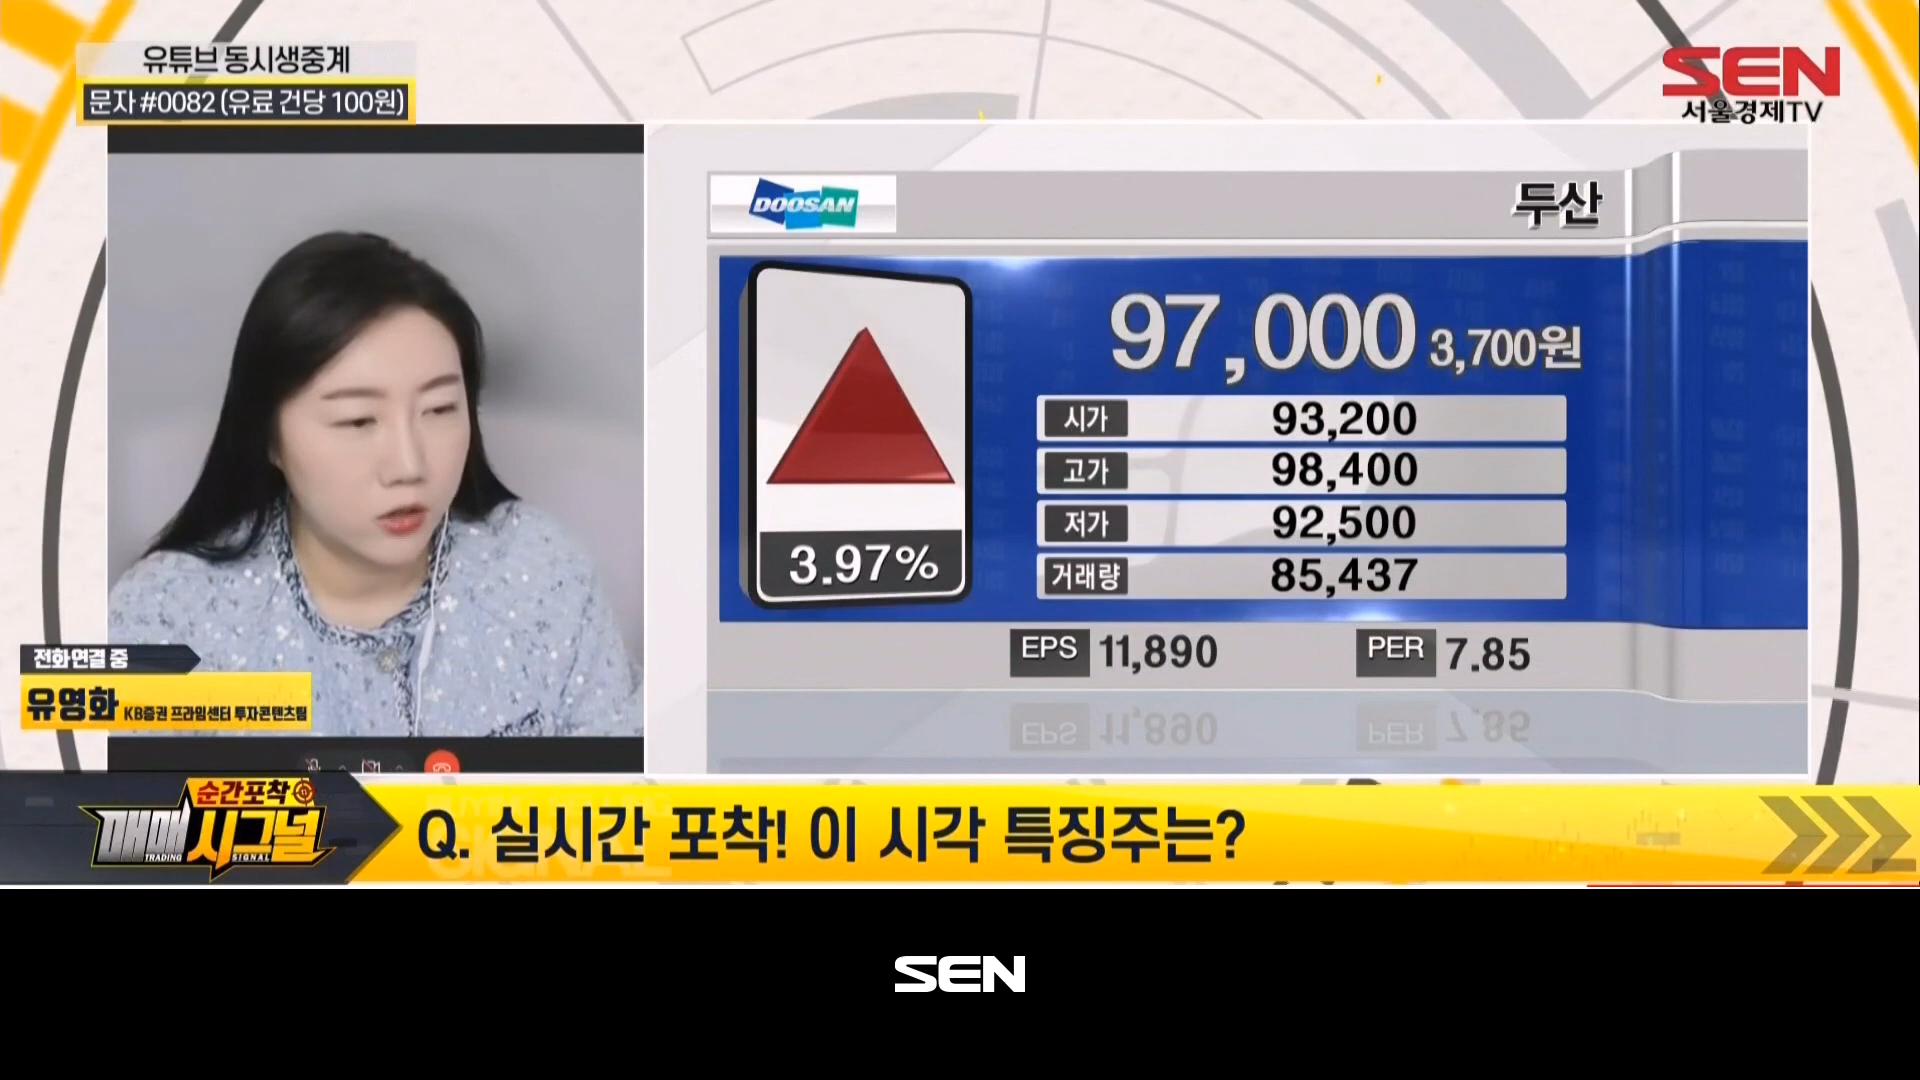 유튜브 동시생중계
문자 #0082 (유료 건당 100원)
SEN
서울경제TV
DOOSAN
두산
97,000 3,700원
3.97%
시가 93,200
고가 98,400
저가 92,500
거래량 85,437
EPS 11,890 PER 7.85
전화연결 중
유영화 KB증권 프라임센터 투자콘텐츠팀
순간포착
매매 시그널
TRADING SIGNAL
Q. 실시간 포착! 이 시각 특징주는?
SEN